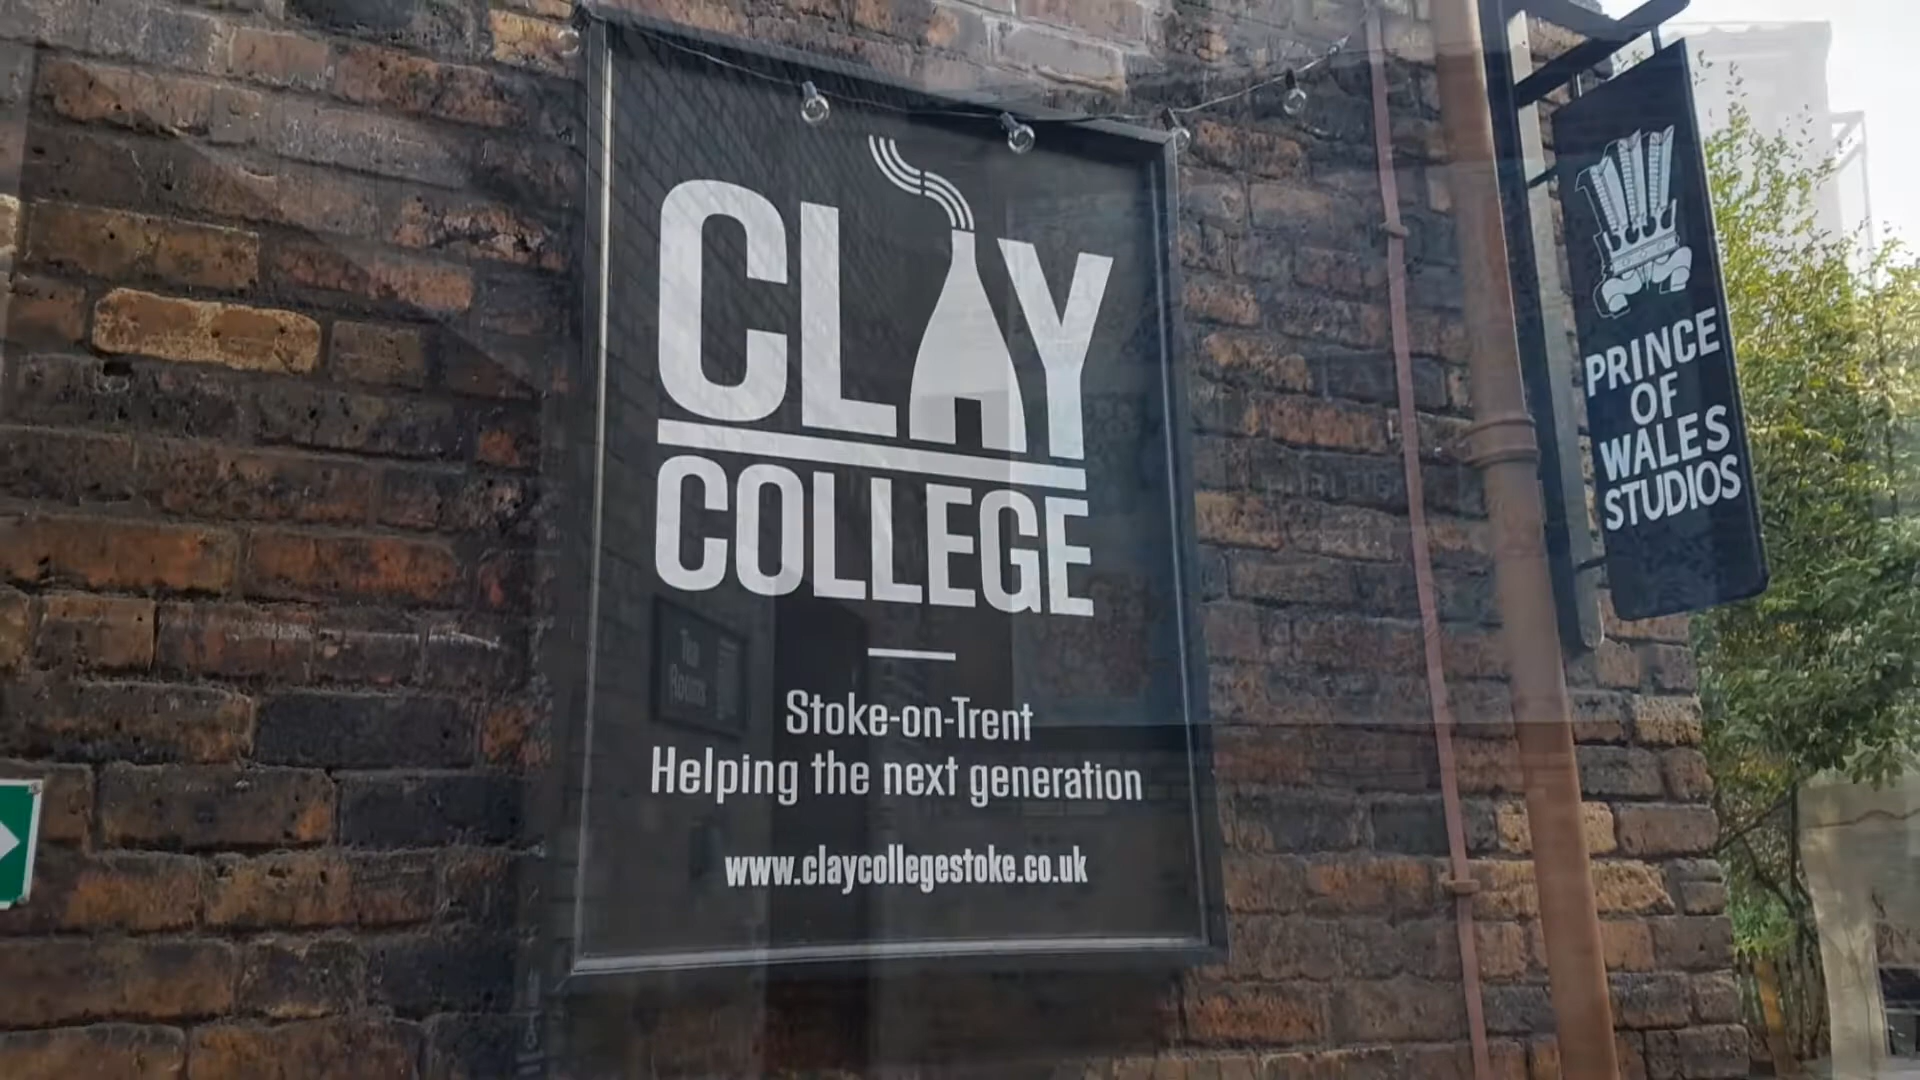 CLAY
COLLEGE
Stoke-on-Trent
Helping the next generation
www.claycollegestoke.co.uk
PRINCE
OF
WALES
STUDIOS